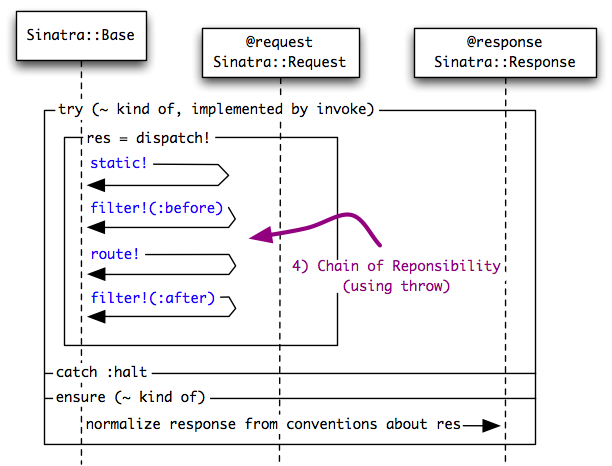 Sinatra::Base
@request
Sinatra::Request
@response
Sinatra::Response
try (~ kind of, implemented by invoke)
res = dispatch!
static!
filter!(:before)
route!
filter!(:after)
4) Chain of Reponsibility
(using throw)
catch :halt
ensure (~ kind of)
normalize response from conventions about res